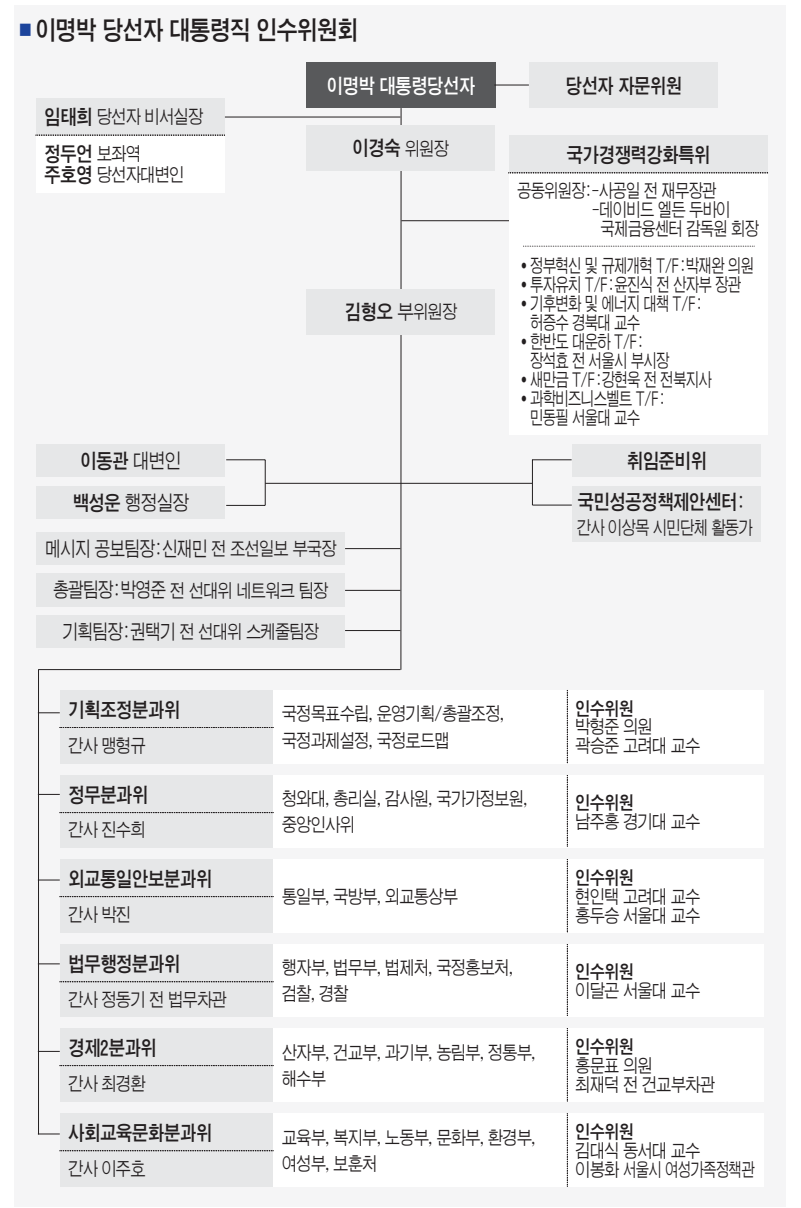 ■ 이명박 당선자 대통령직 인수위원회
이명박 대통령당선자
당선자 자문위원
임태희 당선자 비서실장
정두언 보좌역
주호영 당선자대변인
이경숙 위원장
국가경쟁력강화특위
공동위원장:-사공일 전 재무장관
-데이비드 엘든 두바이
국제금융센터 감독원 회장
• 정부혁신 및 규제개혁 T/F:박재완 의원
• 투자유치 T/F:윤진식 전 산자부 장관
• 기후변화 및 에너지 대책 T/F:
허증수 경북대 교수
• 한반도 대운하 T/F:
장석효 전 서울시 부시장
• 새만금 T/F:강현욱 전 전북지사
• 과학비즈니스벨트 T/F:
민동필 서울대 교수
김형오 부위원장
이동관 대변인
백성운 행정실장
취임준비위
국민성공정책제안센터:
간사 이상목 시민단체 활동가
메시지 공보팀장:신재민 전 조선일보 부국장
총괄팀장:박영준 전 선대위 네트워크 팀장
기획팀장:권택기 전 선대위 스케줄팀장
기획조정분과위
간사 맹형규
국정목표수립, 운영기획/총괄조정,
국정과제설정, 국정로드맵
인수위원
박형준 의원
곽승준 고려대 교수
정무분과위
간사 진수희
청와대, 총리실, 감사원, 국가가정보원,
중앙인사위
인수위원
남주홍 경기대 교수
외교통일안보분과위
간사 박진
통일부, 국방부, 외교통상부
인수위원
현인택 고려대 교수
홍두승 서울대 교수
법무행정분과위
간사 정동기 전 법무차관
행자부, 법무부, 법제처, 국정홍보처,
검찰, 경찰
인수위원
이달곤 서울대 교수
경제2분과위
간사 최경환
산자부, 건교부, 과기부, 농림부, 정통부,
해수부
인수위원
홍문표 의원
최재덕 전 건교부차관
사회교육문화분과위
간사 이주호
교육부, 복지부, 노동부, 문화부, 환경부,
여성부, 보훈처
인수위원
김대식 동서대 교수
이봉화 서울시 여성가족정책관